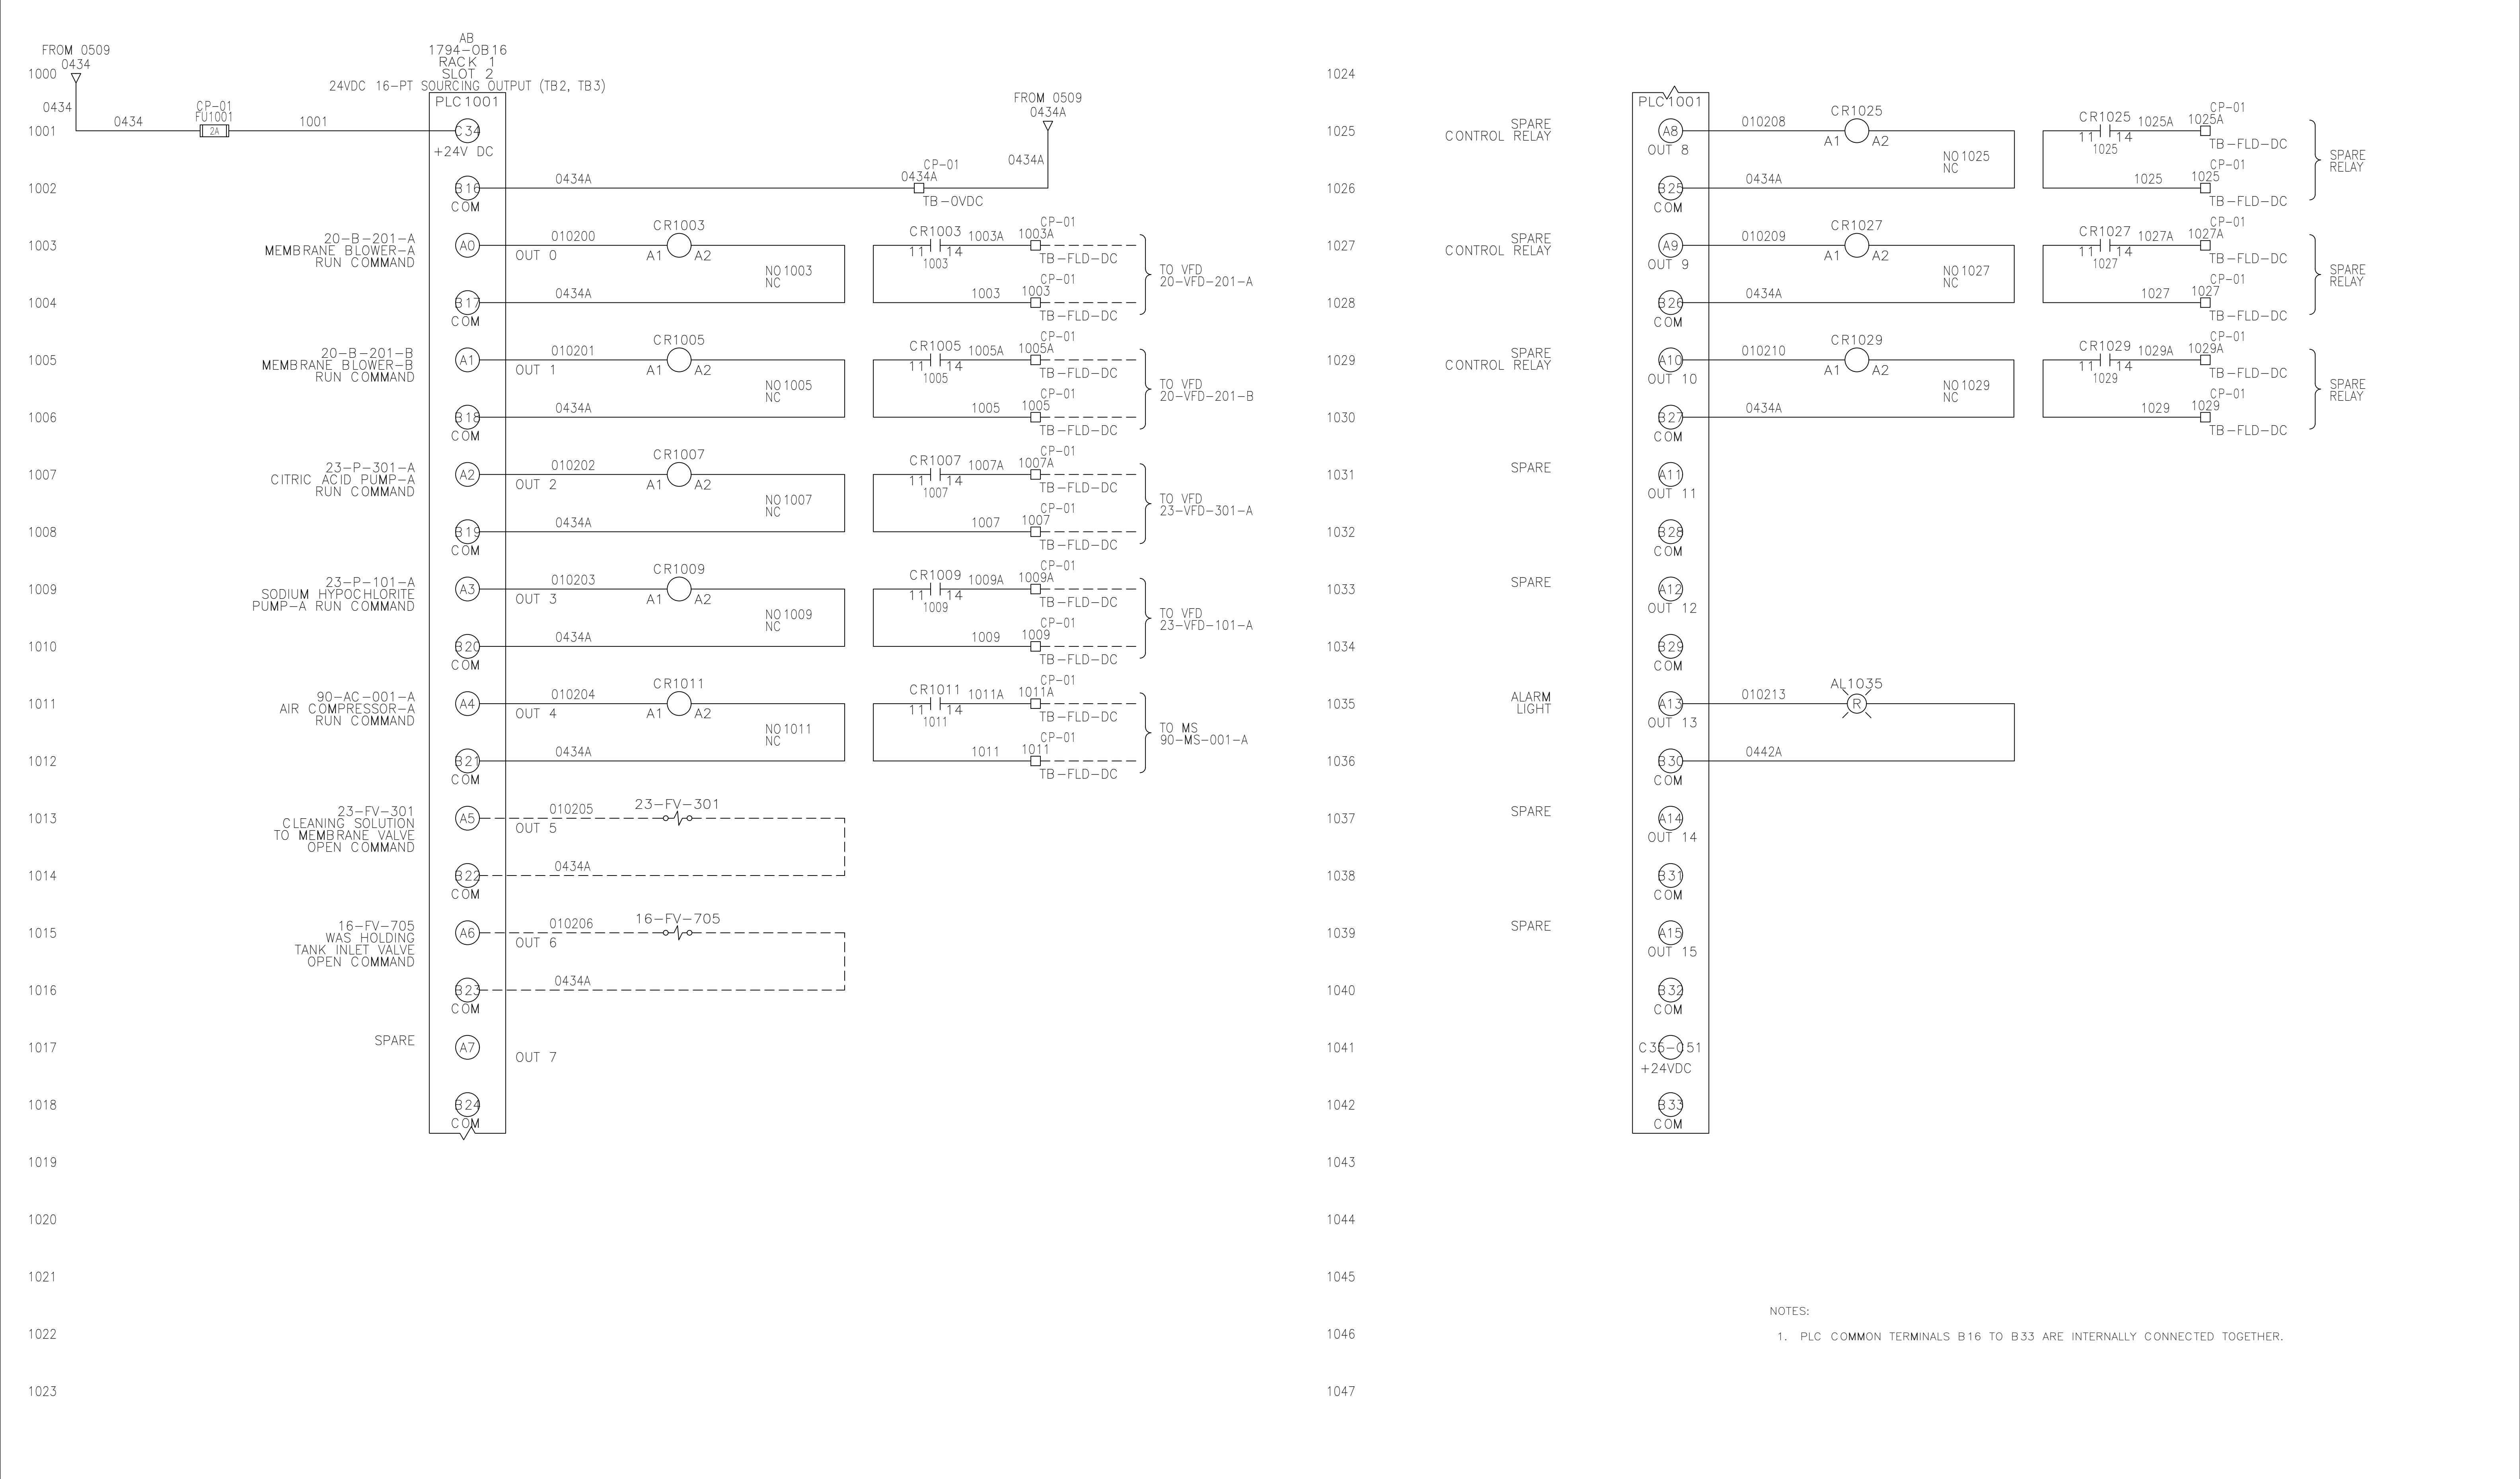 FROM 0509
0434
1000
AB
1794-OB16
RACK 1
SLOT 2
24VDC 16-PT SOURCING OUTPUT (TB2, TB3)
PLC1001
0434
0434
CP-01
FU1001
2A
1001
1001
C34
+24V DC
FROM 0509
0434A
0434A
1002
B16
COM
0434A
CP-01
0434A
TB-0VDC
1003
20-B-201-A
MEMBRANE BLOWER-A
RUN COMMAND
A0
OUT 0
010200
CR1003
A1 A2
NO1003
NC
CR1003
11 14
1003
1003A
CP-01
1003A
TB-FLD-DC
TO VFD
20-VFD-201-A
1004
B17
COM
0434A
1003
CP-01
1003
TB-FLD-DC
1005
20-B-201-B
MEMBRANE BLOWER-B
RUN COMMAND
A1
OUT 1
010201
CR1005
A1 A2
NO1005
NC
CR1005
11 14
1005
1005A
CP-01
1005A
TB-FLD-DC
TO VFD
20-VFD-201-B
1006
B18
COM
0434A
1005
CP-01
1005
TB-FLD-DC
1007
23-P-301-A
CITRIC ACID PUMP-A
RUN COMMAND
A2
OUT 2
010202
CR1007
A1 A2
NO1007
NC
CR1007
11 14
1007
1007A
CP-01
1007A
TB-FLD-DC
TO VFD
23-VFD-301-A
1008
B19
COM
0434A
1007
CP-01
1007
TB-FLD-DC
1009
23-P-101-A
SODIUM HYPOCHLORITE
PUMP-A RUN COMMAND
A3
OUT 3
010203
CR1009
A1 A2
NO1009
NC
CR1009
11 14
1009
1009A
CP-01
1009A
TB-FLD-DC
TO VFD
23-VFD-101-A
1010
B20
COM
0434A
1009
CP-01
1009
TB-FLD-DC
1011
90-AC-001-A
AIR COMPRESSOR-A
RUN COMMAND
A4
OUT 4
010204
CR1011
A1 A2
NO1011
NC
CR1011
11 14
1011
1011A
CP-01
1011A
TB-FLD-DC
TO MS
90-MS-001-A
1012
B21
COM
0434A
1011
CP-01
1011
TB-FLD-DC
1013
23-FV-301
CLEANING SOLUTION
TO MEMBRANE VALVE
OPEN COMMAND
A5
OUT 5
010205
23-FV-301
1014
B22
COM
0434A
1015
16-FV-705
WAS HOLDING
TANK INLET VALVE
OPEN COMMAND
A6
OUT 6
010206
16-FV-705
1016
B23
COM
0434A
1017
SPARE
A7
OUT 7
1018
B24
COM
1019
1020
1021
1022
1023
1024
PLC1001
1025
SPARE
CONTROL RELAY
A8
OUT 8
010208
CR1025
A1 A2
NO1025
NC
CR1025
11 14
1025
1025A
CP-01
1025A
TB-FLD-DC
SPARE
RELAY
1026
B25
COM
0434A
1025
CP-01
1025
TB-FLD-DC
1027
SPARE
CONTROL RELAY
A9
OUT 9
010209
CR1027
A1 A2
NO1027
NC
CR1027
11 14
1027
1027A
CP-01
1027A
TB-FLD-DC
SPARE
RELAY
1028
B26
COM
0434A
1027
CP-01
1027
TB-FLD-DC
1029
SPARE
CONTROL RELAY
A10
OUT 10
010210
CR1029
A1 A2
NO1029
NC
CR1029
11 14
1029
1029A
CP-01
1029A
TB-FLD-DC
SPARE
RELAY
1030
B27
COM
0434A
1029
CP-01
1029
TB-FLD-DC
1031
SPARE
A11
OUT 11
1032
B28
COM
1033
SPARE
A12
OUT 12
1034
B29
COM
1035
ALARM
LIGHT
A13
OUT 13
010213
AL1035
R
1036
B30
COM
0442A
1037
SPARE
A14
OUT 14
1038
B31
COM
1039
SPARE
A15
OUT 15
1040
B32
COM
1041
C35-C51
+24VDC
1042
B33
COM
1043
1044
1045
1046
1047
NOTES:
1. PLC COMMON TERMINALS B16 TO B33 ARE INTERNALLY CONNECTED TOGETHER.